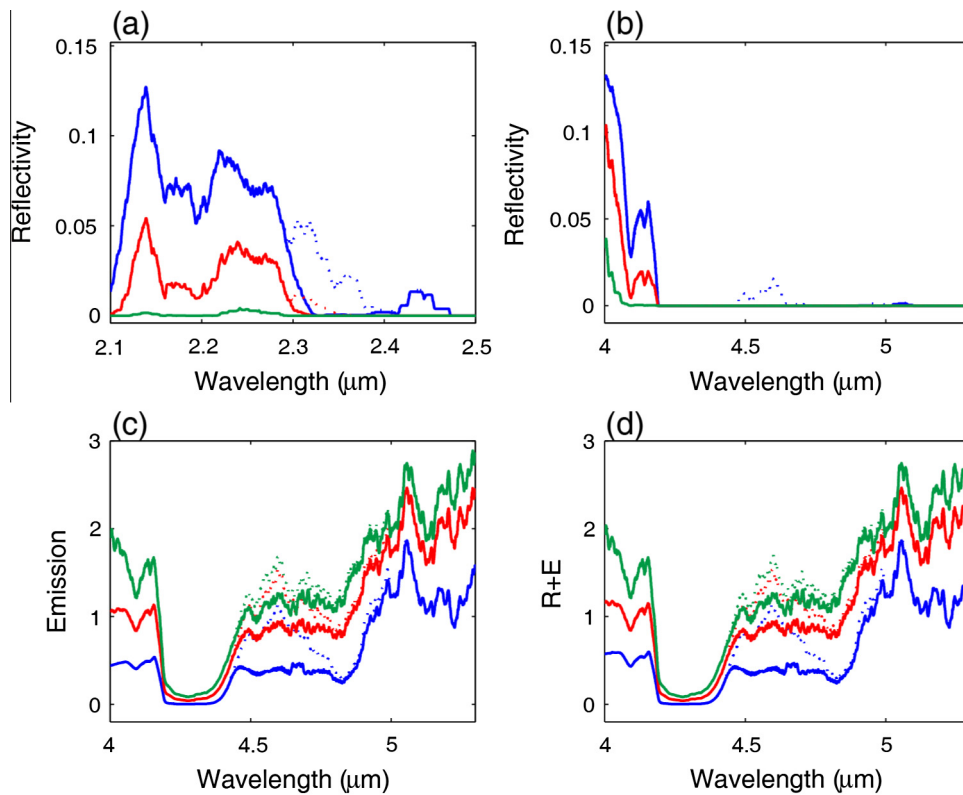 (a)
0.15
0.1
0.05
0
Reflectivity
2.1
2.2
2.3
2.4
2.5
Wavelength (μm)
(b)
0.15
0.1
0.05
0
Reflectivity
4
4.5
5
Wavelength (μm)
(c)
3
2
1
0
Emission
4
4.5
5
Wavelength (μm)
(d)
3
2
1
0
R+E
4
4.5
5
Wavelength (μm)